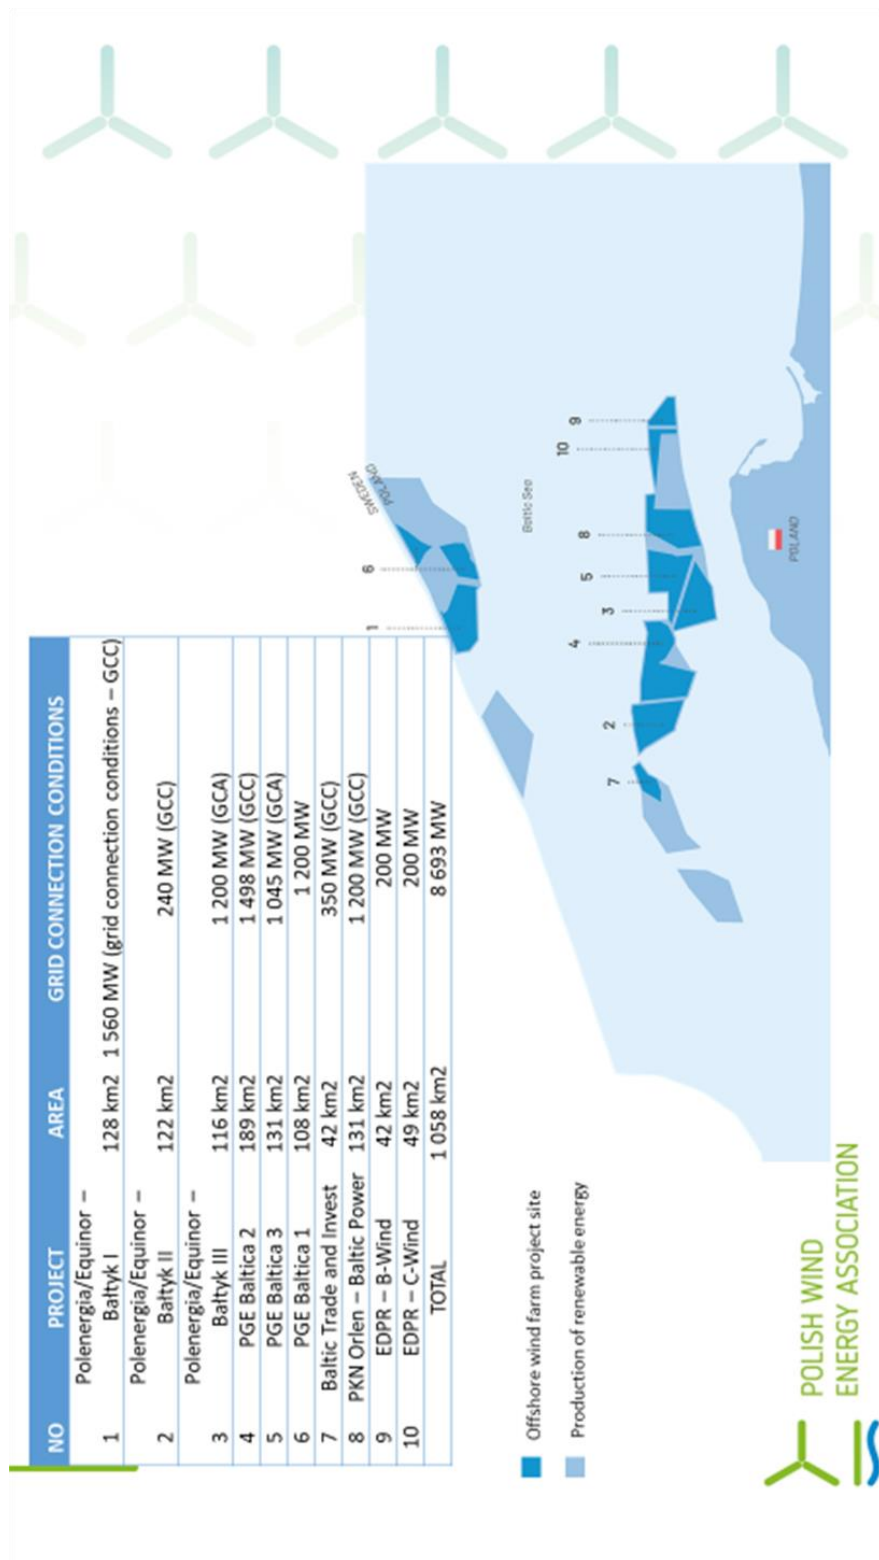 NO PROJECT AREA GRID CONNECTION CONDITIONS
Polenergia/Equinor –
1 Bałtyk I 128 km2 1 560 MW (grid connection conditions – GCC)
Polenergia/Equinor –
2 Bałtyk II 122 km2 240 MW (GCC)
Polenergia/Equinor –
3 Bałtyk III 116 km2 1 200 MW (GCA)
4 PGE Baltica 2 189 km2 1 498 MW (GCC)
5 PGE Baltica 3 131 km2 1 045 MW (GCA)
6 PGE Baltica 1 108 km2 1 200 MW
7 Baltic Trade and Invest 42 km2 350 MW (GCC)
8 PKN Orlen – Baltic Power 131 km2 1 200 MW (GCC)
9 EDPR – B-Wind 42 km2 200 MW
10 EDPR – C-Wind 49 km2 200 MW
TOTAL 1 058 km2 8 693 MW
SWEDEN
POLAND
1
6
Baltic Sea
7
2
4
3
5
8
10
9
POLAND
Offshore wind farm project site
Production of renewable energy
POLISH WIND
ENERGY ASSOCIATION